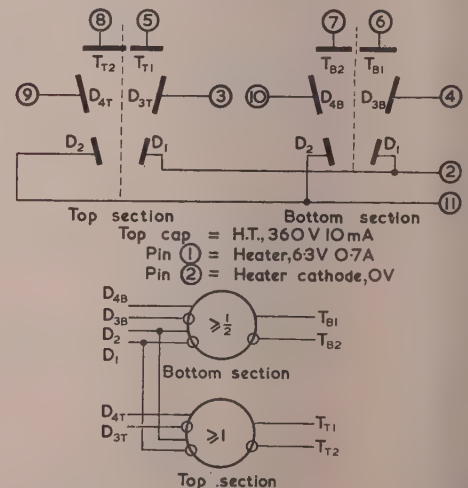 8 5 7 6
T_T2 T_T1 T_B2 T_B1
9 D_4T D_3T 3 10 D_4B D_3B 4
D_2 D_1 D_2 D_1
2
11
Top section Bottom section
Top cap = H.T., 360 V 10 mA
Pin 1 = Heater, 6·3V 0·7A
Pin 2 = Heater cathode, 0V
D_4B
D_3B ⩾½ T_B1
D_2 T_B2
D_1
Bottom section
D_4T
D_3T ⩾1 T_T1
T_T2
Top section